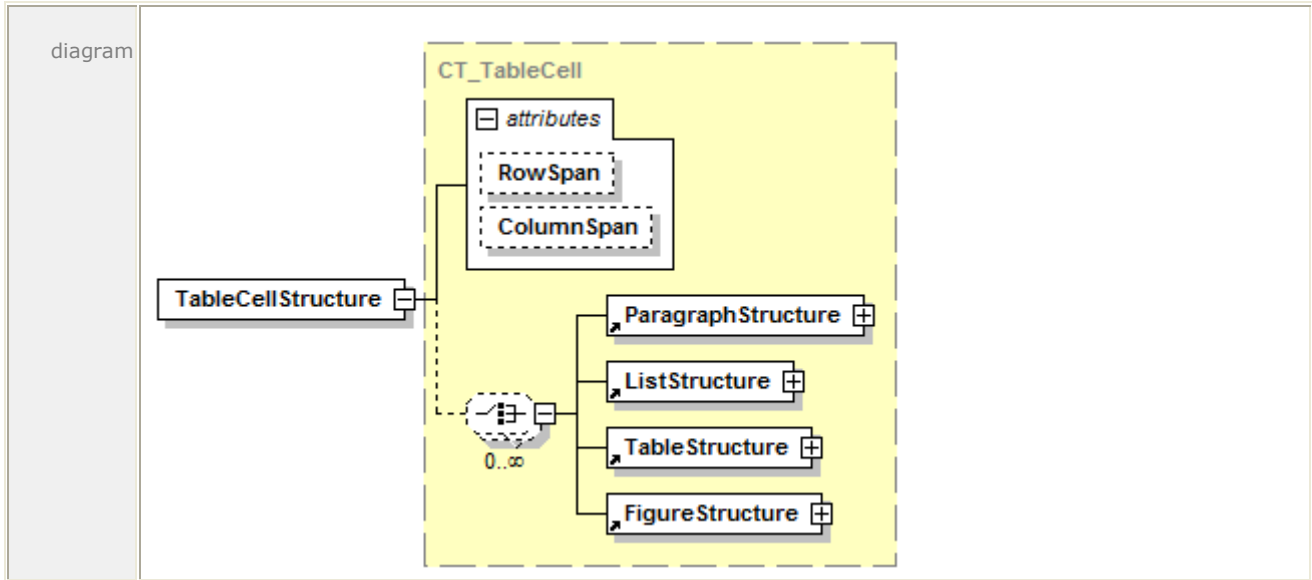 diagram
CT_TableCell
attributes
RowSpan
ColumnSpan
TableCellStructure
ParagraphStructure
ListStructure
TableStructure
FigureStructure
0..∞